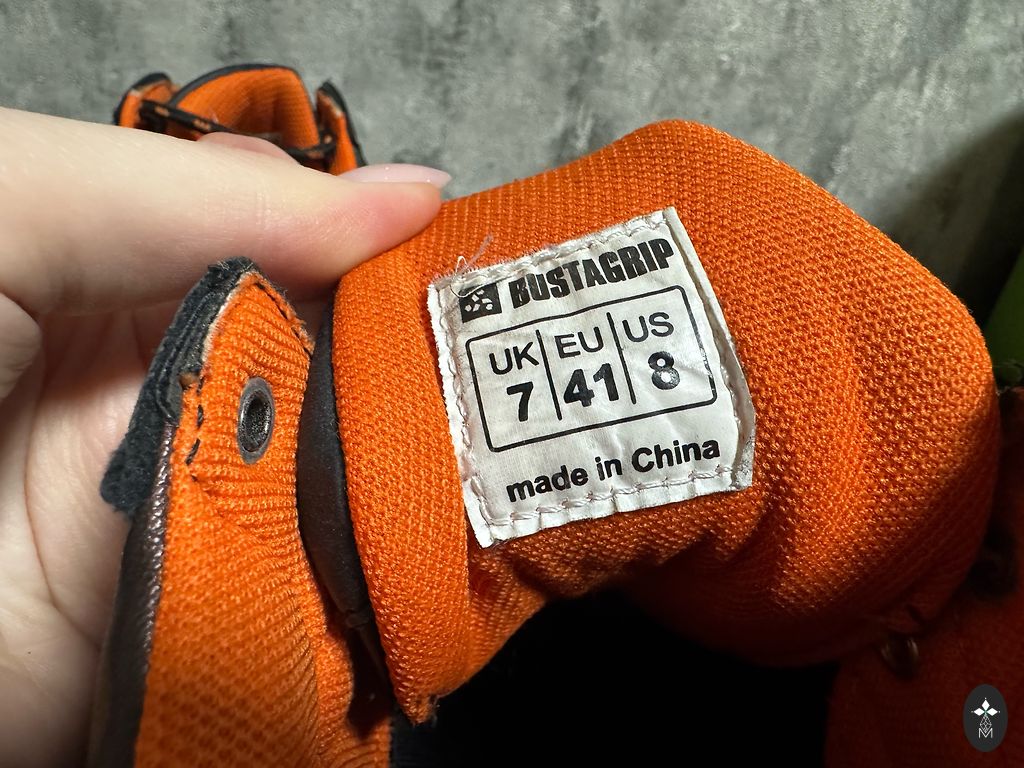 BUSTAGRIP
UK EU US
7 41 8
made in China
M